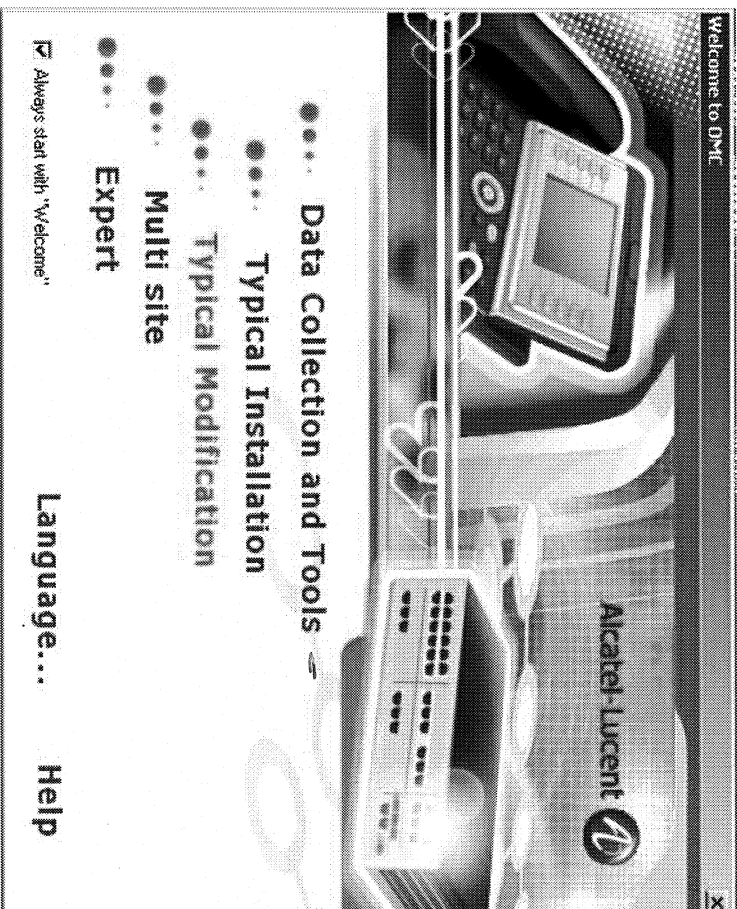 Welcome to OMC
Alcatel-Lucent
Data Collection and Tools
Typical Installation
Typical Modification
Multi site
Expert
Always start with "Welcome"
Language...
Help